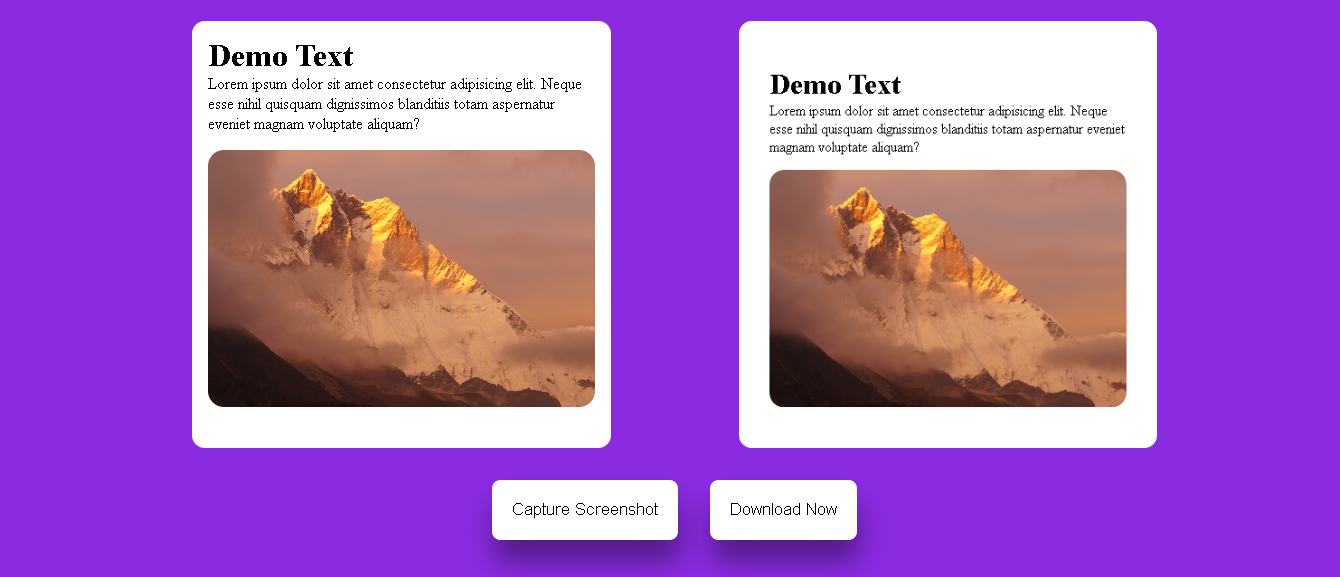 Demo Text
Lorem ipsum dolor sit amet consectetur adipisicing elit. Neque
esse nihil quisquam dignissimos blanditiis totam aspernatur
eveniet magnam voluptate aliquam?
Demo Text
Lorem ipsum dolor sit amet consectetur adipisicing elit. Neque
esse nihil quisquam dignissimos blanditiis totam aspernatur eveniet
magnam voluptate aliquam?
Capture Screenshot
Download Now